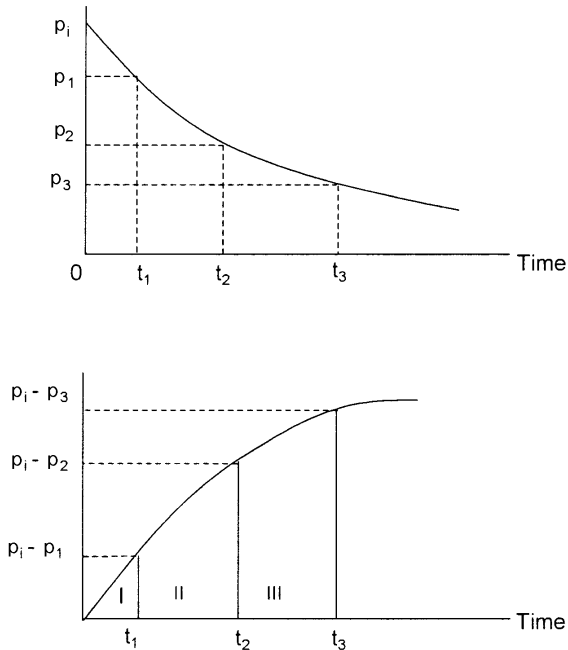 pᵢ
p₁
p₂
p₃
0
t₁
t₂
t₃
Time
pᵢ - p₃
pᵢ - p₂
pᵢ - p₁
I
II
III
t₁
t₂
t₃
Time